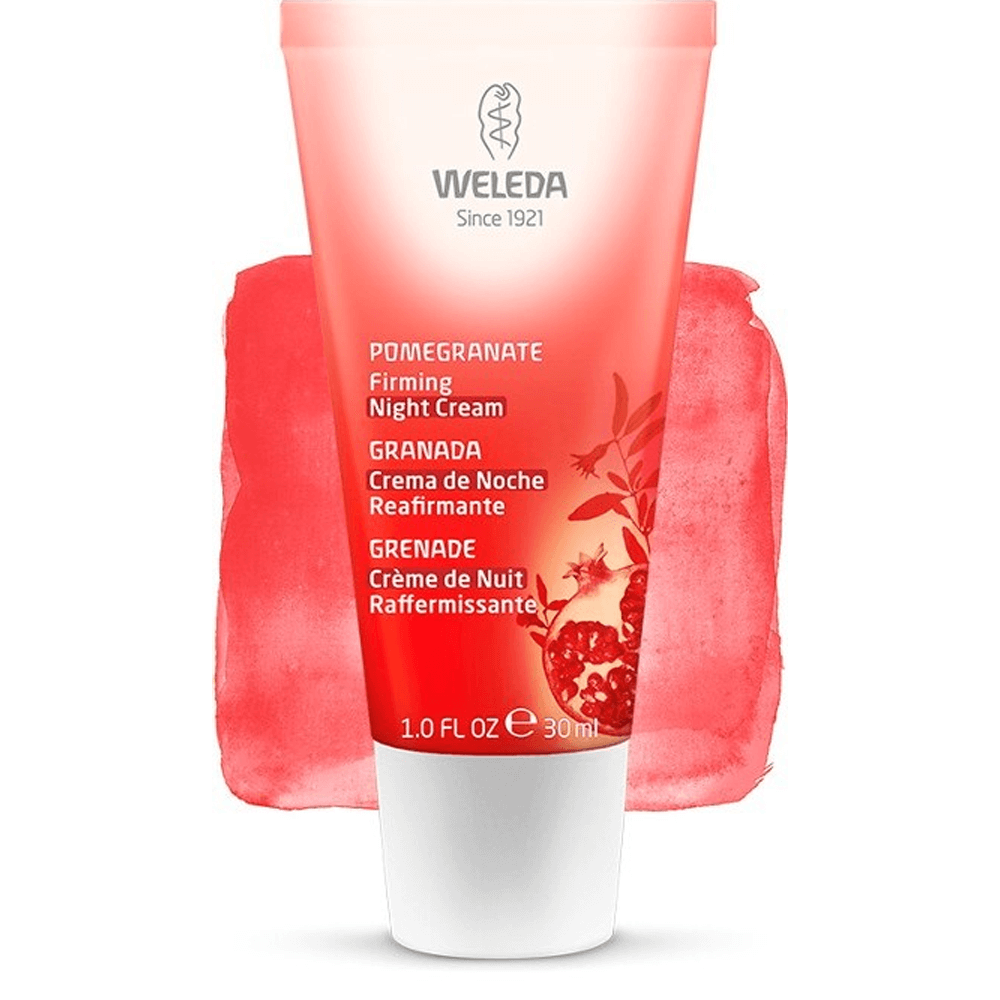 WELEDA
Since 1921
POMEGRANATE
Firming
Night Cream
GRANADA
Crema de Noche
Reafirmante
GRENADE
Crème de Nuit
Raffermissante
1.0 FL OZ ℮ 30 ml